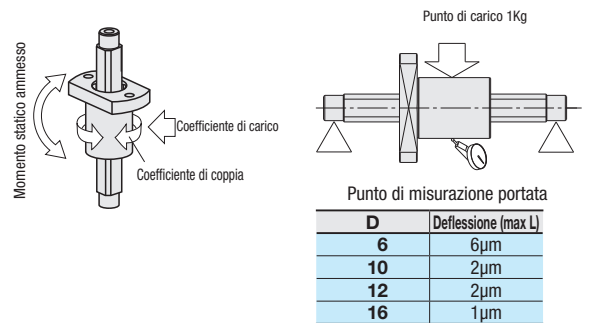 Momento statico ammesso
Coefficiente di carico
Coefficiente di coppia
Punto di carico 1Kg
Punto di misurazione portata
D Deflessione (max L)
6 6µm
10 2µm
12 2µm
16 1µm